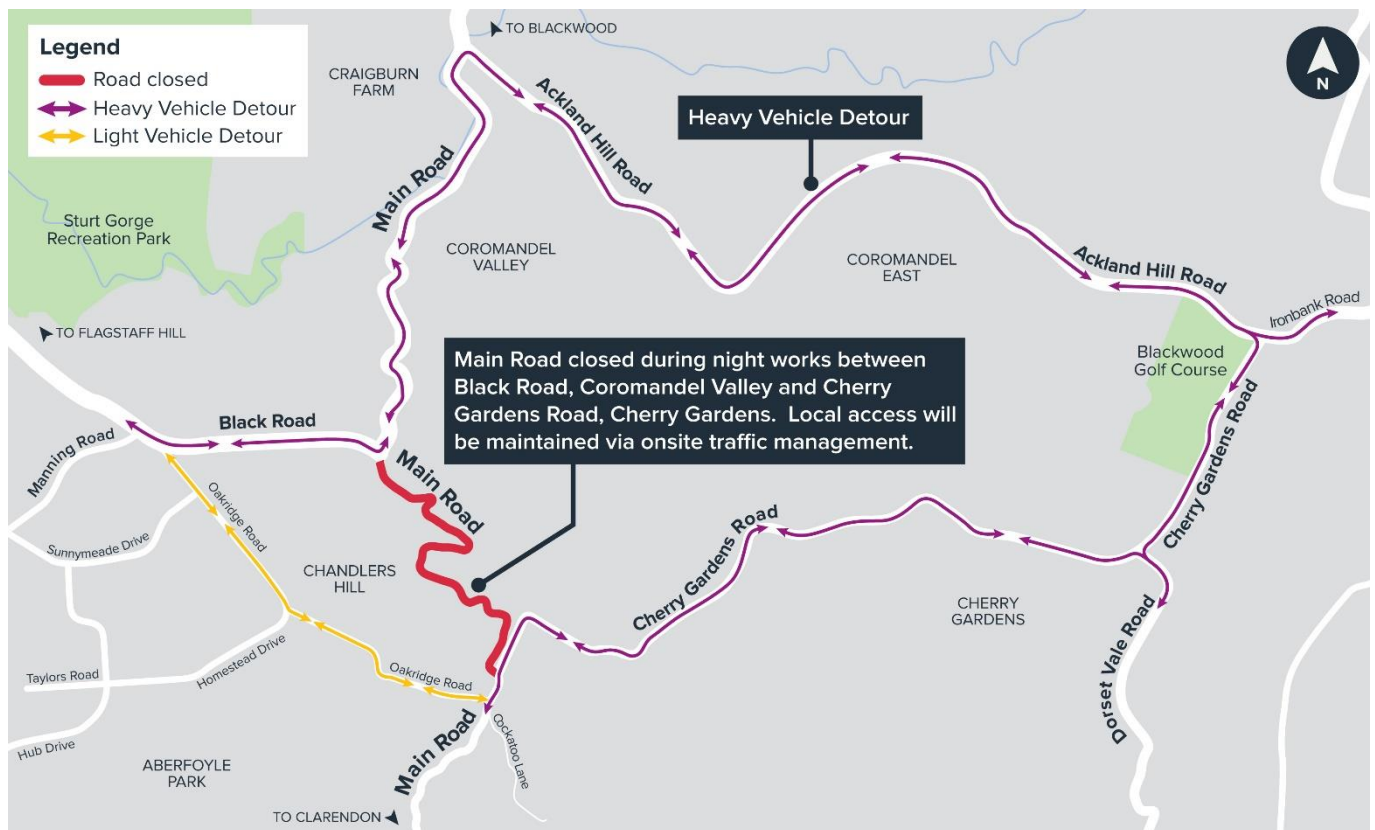 Legend
Road closed
Heavy Vehicle Detour
Light Vehicle Detour
TO BLACKWOOD
N
CRAIGBURN
FARM
Ackland Hill Road
Heavy Vehicle Detour
Main Road
Sturt Gorge
Recreation Park
COROMANDEL
VALLEY
COROMANDEL
EAST
Ackland Hill Road
Ironbank Road
TO FLAGSTAFF HILL
Main Road closed during night works between
Black Road, Coromandel Valley and Cherry
Gardens Road, Cherry Gardens. Local access will
be maintained via onsite traffic management.
Blackwood
Golf Course
Black Road
Manning Road
Main Road
Cherry Gardens Road
Oakridge Road
Sunnymeade Drive
CHANDLERS
HILL
Cherry Gardens Road
CHERRY
GARDENS
Dorset Vale Road
Homestead Drive
Taylors Road
Oakridge Road
Hub Drive
Main Road
Cockatoo Lane
ABERFOYLE
PARK
TO CLARENDON